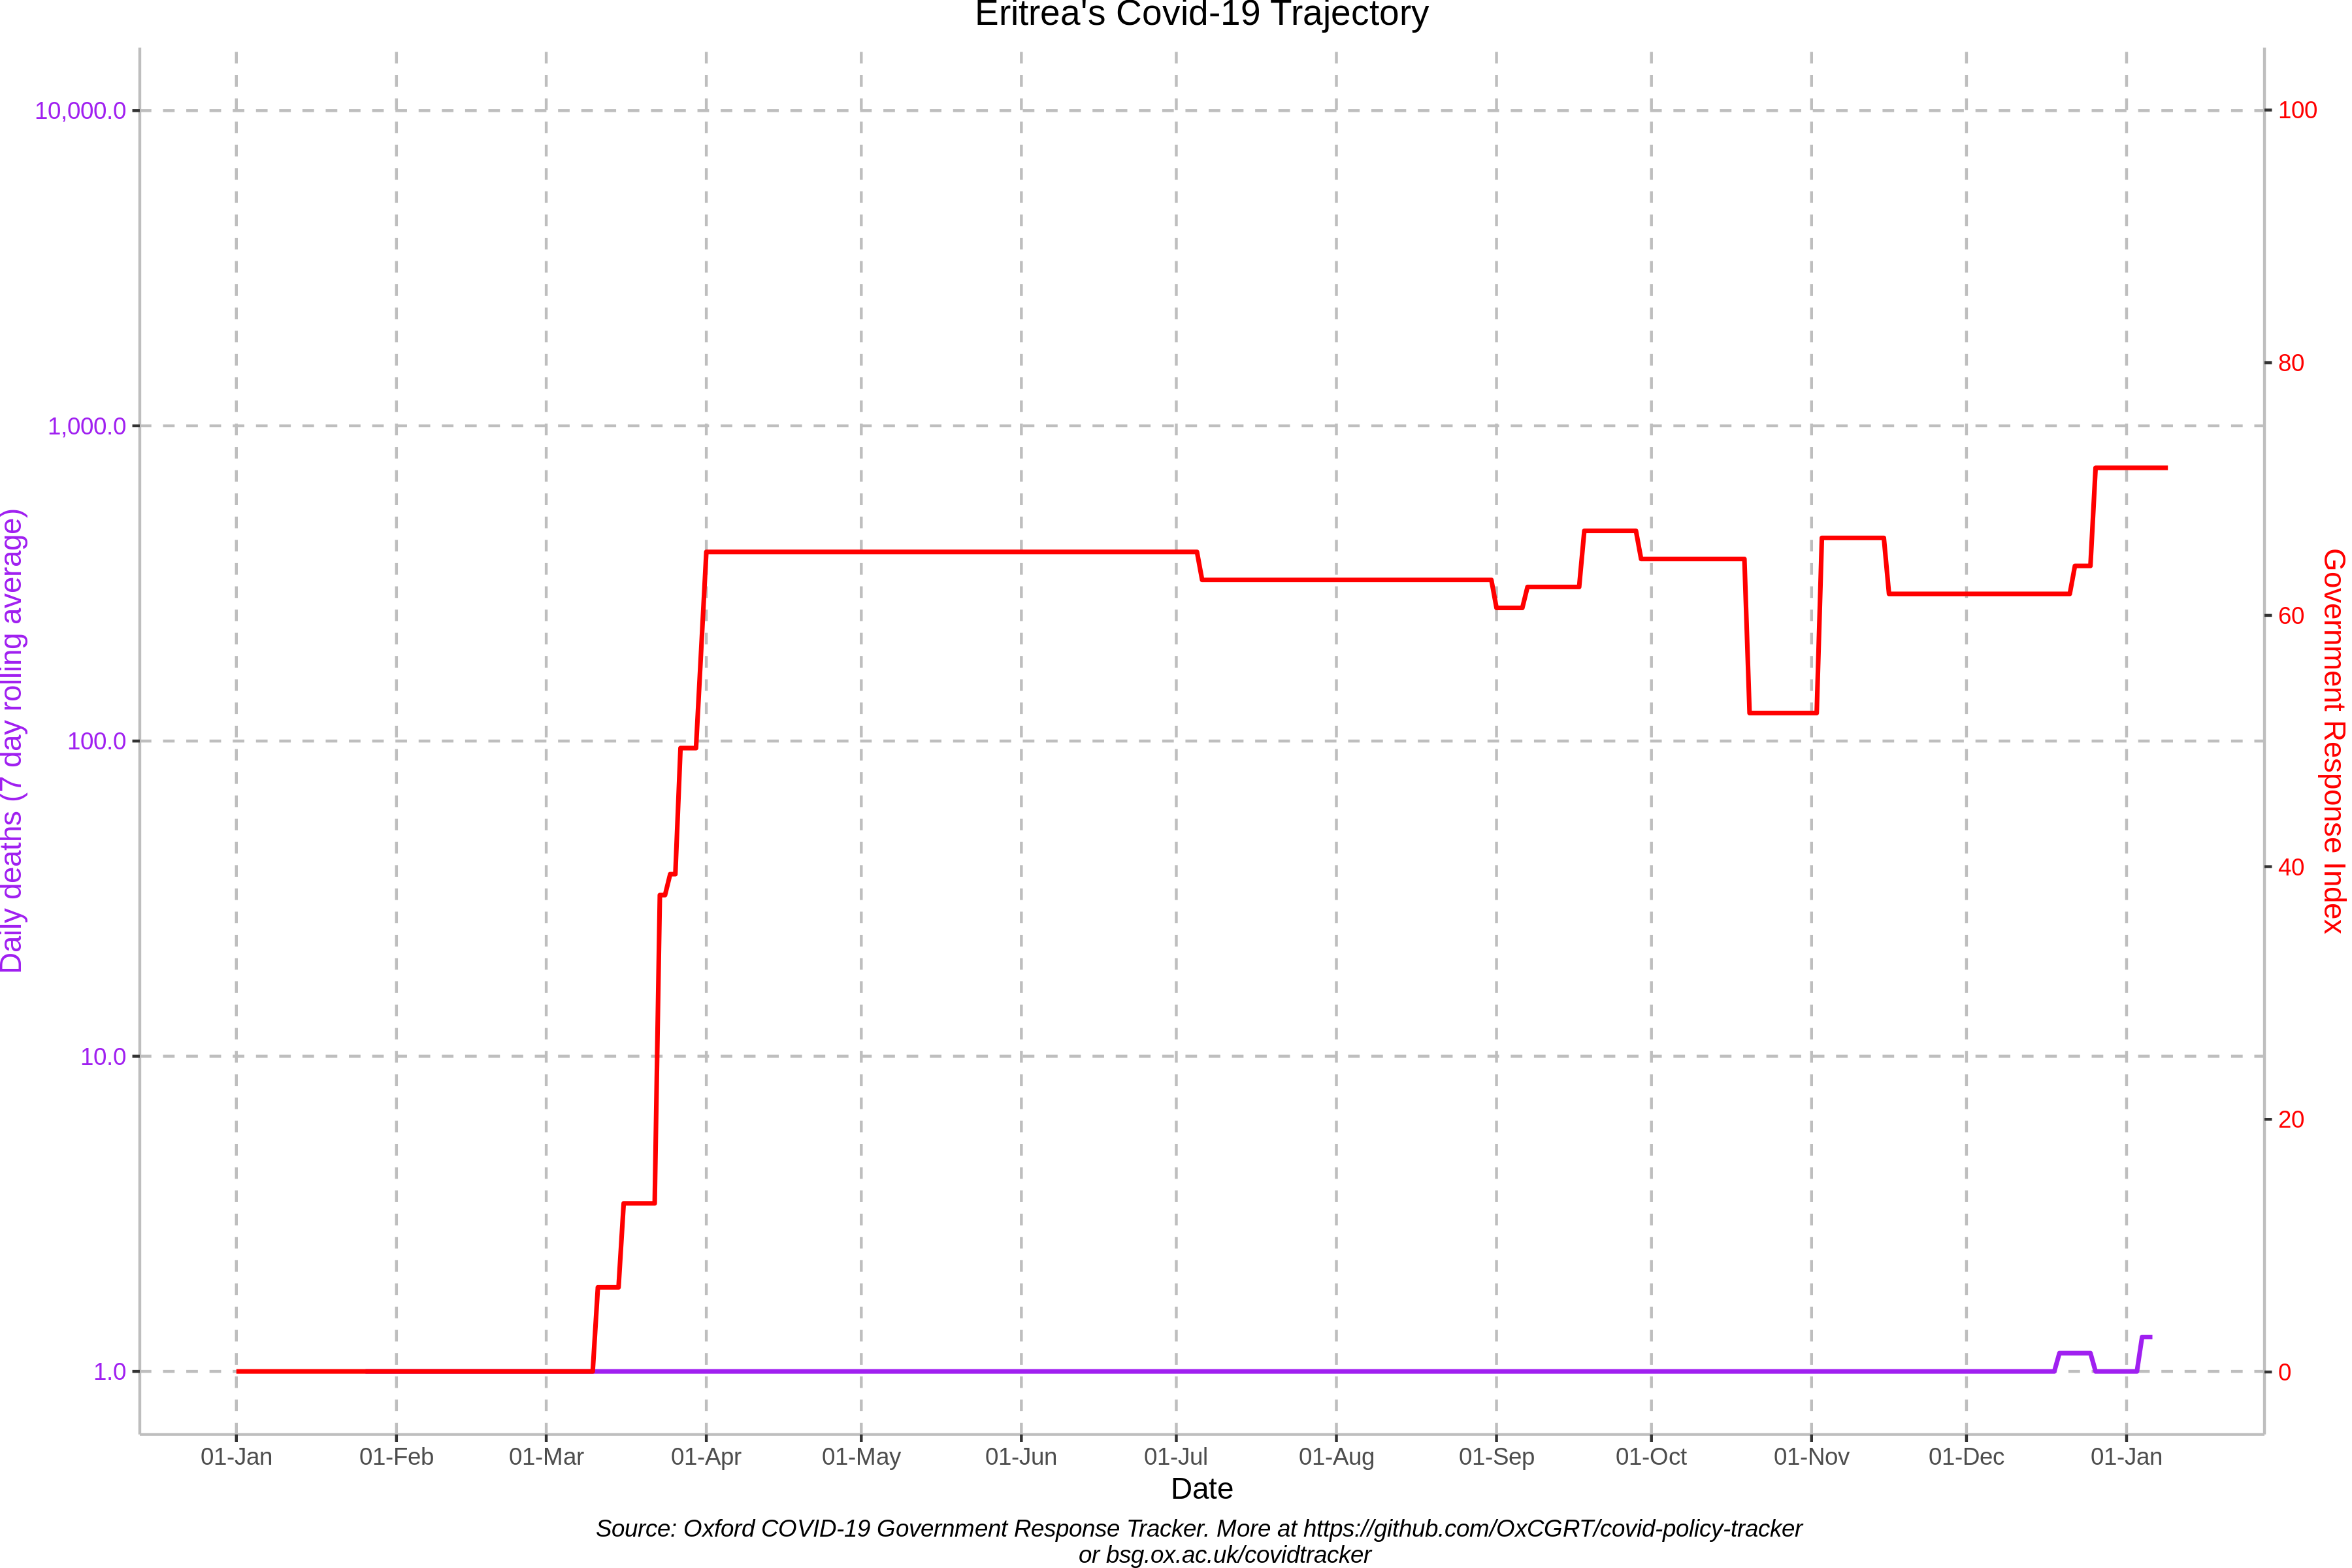 Eritrea's Covid-19 Trajectory
10,000.0
1,000.0
100.0
10.0
1.0
Daily deaths (7 day rolling average)
100
80
60
40
20
0
Government Response Index
01-Jan 01-Feb 01-Mar 01-Apr 01-May 01-Jun 01-Jul 01-Aug 01-Sep 01-Oct 01-Nov 01-Dec 01-Jan
Date
Source: Oxford COVID-19 Government Response Tracker. More at https://github.com/OxCGRT/covid-policy-tracker
or bsg.ox.ac.uk/covidtracker